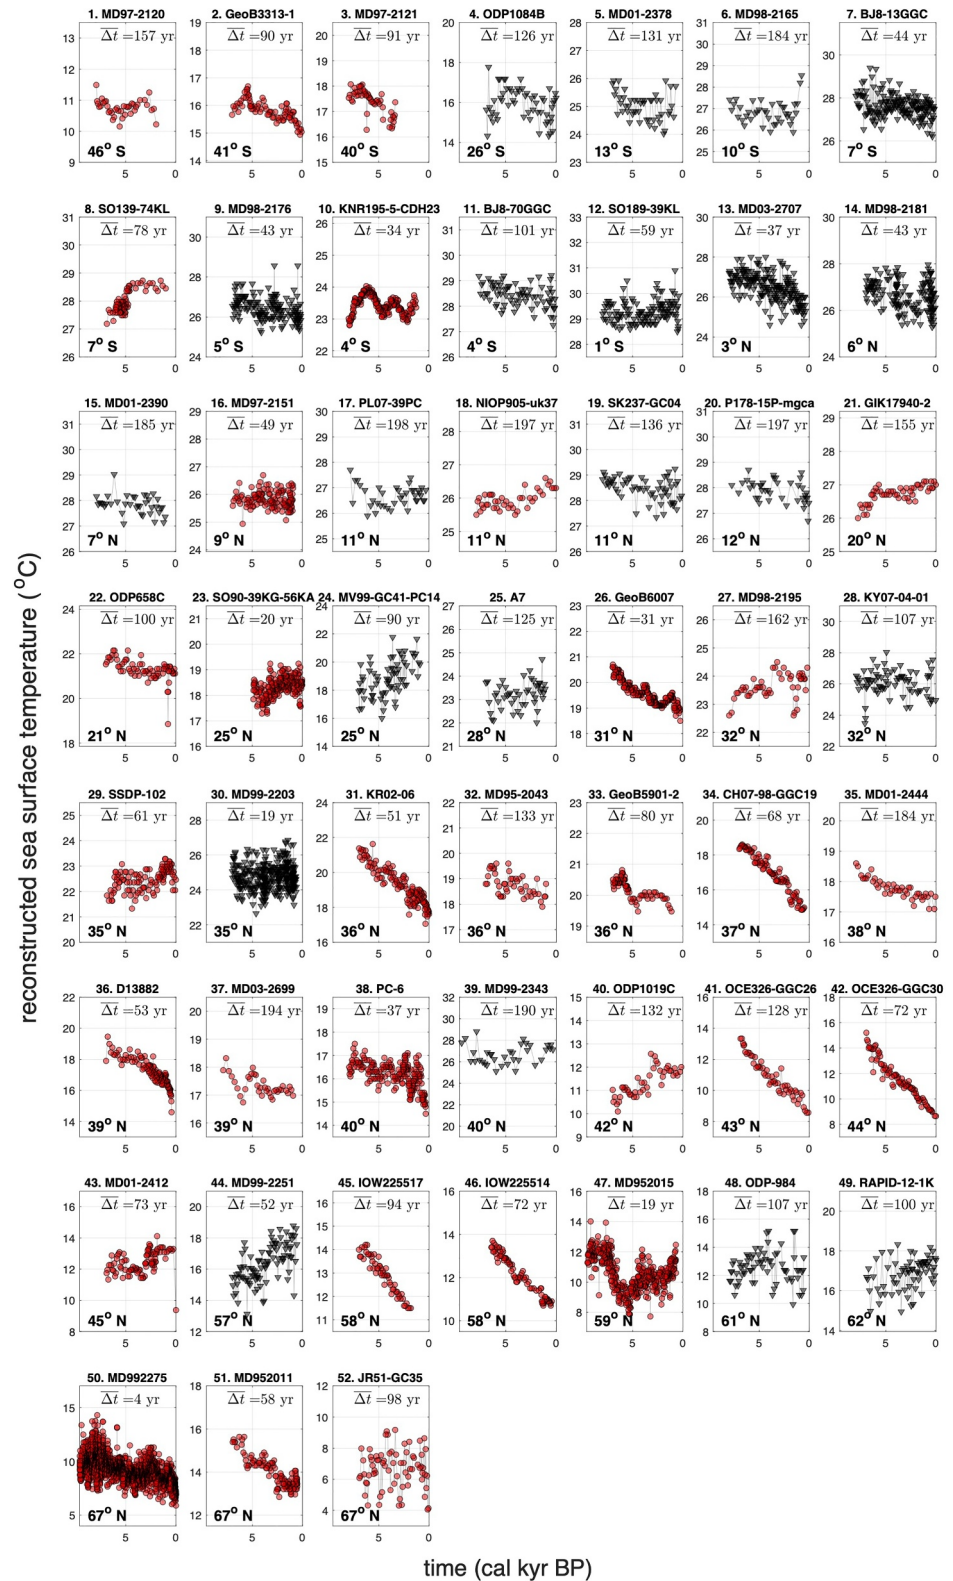 1. MD97-2120
2. GeoB3313-1
3. MD97-2121
4. ODP1084B
5. MD01-2378
6. MD98-2165
7. BJ8-13GGC
Δt =157 yr
Δt =90 yr
Δt =91 yr
Δt =126 yr
Δt =131 yr
Δt =184 yr
Δt =44 yr
46° S
41° S
40° S
26° S
13° S
10° S
7° S
8. SO139-74KL
9. MD98-2176
10. KNR195-5-CDH23
11. BJ8-70GGC
12. SO189-39KL
13. MD03-2707
14. MD98-2181
Δt =78 yr
Δt =43 yr
Δt =34 yr
Δt =101 yr
Δt =59 yr
Δt =37 yr
Δt =43 yr
7° S
5° S
4° S
4° S
1° S
3° N
6° N
15. MD01-2390
16. MD97-2151
17. PL07-39PC
18. NIOP905-uk37
19. SK237-GC04
20. P178-15P-mgca
21. GIK17940-2
Δt =185 yr
Δt =49 yr
Δt =198 yr
Δt =197 yr
Δt =136 yr
Δt =197 yr
Δt =155 yr
7° N
9° N
11° N
11° N
11° N
12° N
20° N
22. ODP658C
23. SO90-39KG-56KA
24. MV99-GC41-PC14
25. A7
26. GeoB6007
27. MD98-2195
28. KY07-04-01
Δt =100 yr
Δt =20 yr
Δt =90 yr
Δt =125 yr
Δt =31 yr
Δt =162 yr
Δt =107 yr
21° N
25° N
25° N
28° N
31° N
32° N
32° N
29. SSDP-102
30. MD99-2203
31. KR02-06
32. MD95-2043
33. GeoB5901-2
34. CH07-98-GGC19
35. MD01-2444
Δt =61 yr
Δt =19 yr
Δt =51 yr
Δt =133 yr
Δt =80 yr
Δt =68 yr
Δt =184 yr
35° N
35° N
36° N
36° N
36° N
37° N
38° N
36. D13882
37. MD03-2699
38. PC-6
39. MD99-2343
40. ODP1019C
41. OCE326-GGC26
42. OCE326-GGC30
Δt =53 yr
Δt =194 yr
Δt =37 yr
Δt =190 yr
Δt =132 yr
Δt =128 yr
Δt =72 yr
39° N
39° N
40° N
40° N
42° N
43° N
44° N
43. MD01-2412
44. MD99-2251
45. IOW225517
46. IOW225514
47. MD952015
48. ODP-984
49. RAPID-12-1K
Δt =73 yr
Δt =52 yr
Δt =94 yr
Δt =72 yr
Δt =19 yr
Δt =107 yr
Δt =100 yr
45° N
57° N
58° N
58° N
59° N
61° N
62° N
50. MD992275
51. MD952011
52. JR51-GC35
Δt =4 yr
Δt =58 yr
Δt =98 yr
67° N
67° N
67° N
reconstructed sea surface temperature (°C)
time (cal kyr BP)